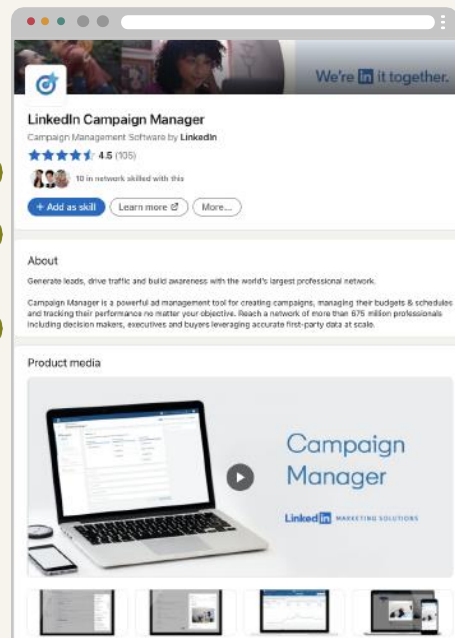 We're in it together.
LinkedIn Campaign Manager
Campaign Management Software by LinkedIn
4.5 (105)
10 in network skilled with this
+ Add as skill
Learn more
More...
About
Generate leads, drive traffic and build awareness with the world's largest professional network.
Campaign Manager is a powerful ad management tool for creating campaigns, managing their budgets & schedules
and tracking their performance no matter your objective. Reach a network of more than 675 million professionals
including decision makers, executives and buyers leveraging accurate first-party data at scale.
Product media
Campaign
Manager
LinkedIn MARKETING SOLUTIONS